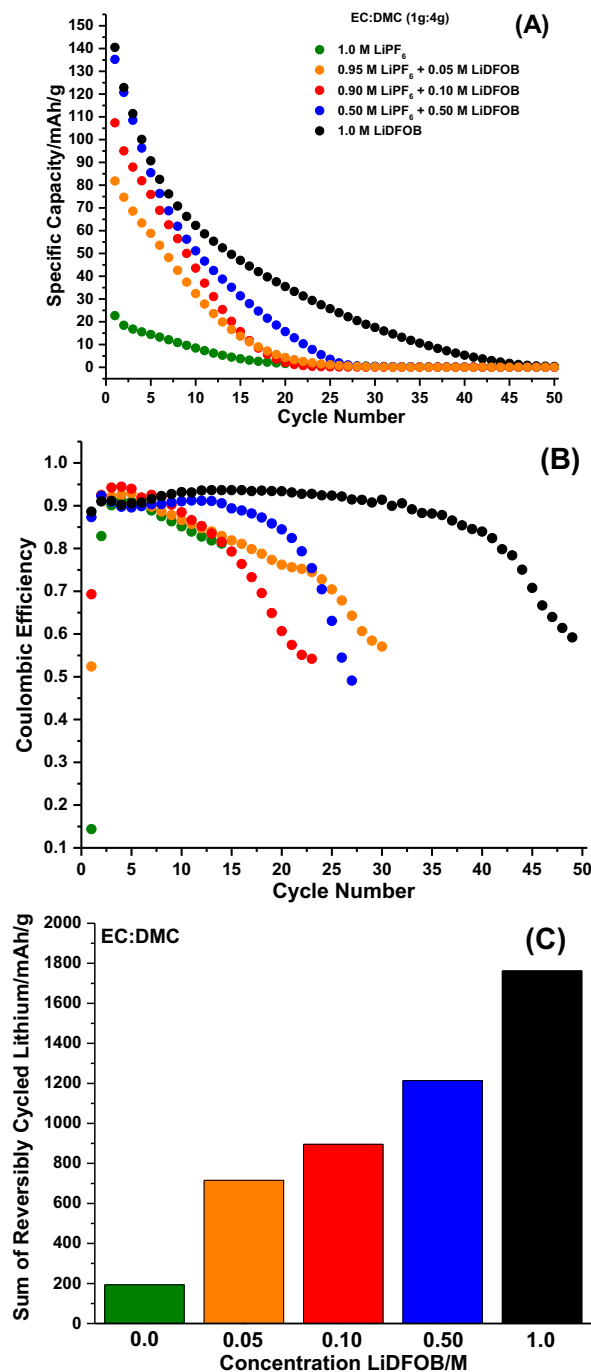 EC:DMC (1g:4g)
(A)
1.0 M LiPF₆
0.95 M LiPF₆ + 0.05 M LiDFOB
0.90 M LiPF₆ + 0.10 M LiDFOB
0.50 M LiPF₆ + 0.50 M LiDFOB
1.0 M LiDFOB
Specific Capacity/mAh/g
150
140
130
120
110
100
90
80
70
60
50
40
30
20
10
0
0 5 10 15 20 25 30 35 40 45 50
Cycle Number
(B)
Coulombic Efficiency
1.0
0.9
0.8
0.7
0.6
0.5
0.4
0.3
0.2
0.1
0 5 10 15 20 25 30 35 40 45 50
Cycle Number
EC:DMC
(C)
Sum of Reversibly Cycled Lithium/mAh/g
2000
1800
1600
1400
1200
1000
800
600
400
200
0
0.0 0.05 0.10 0.50 1.0
Concentration LiDFOB/M